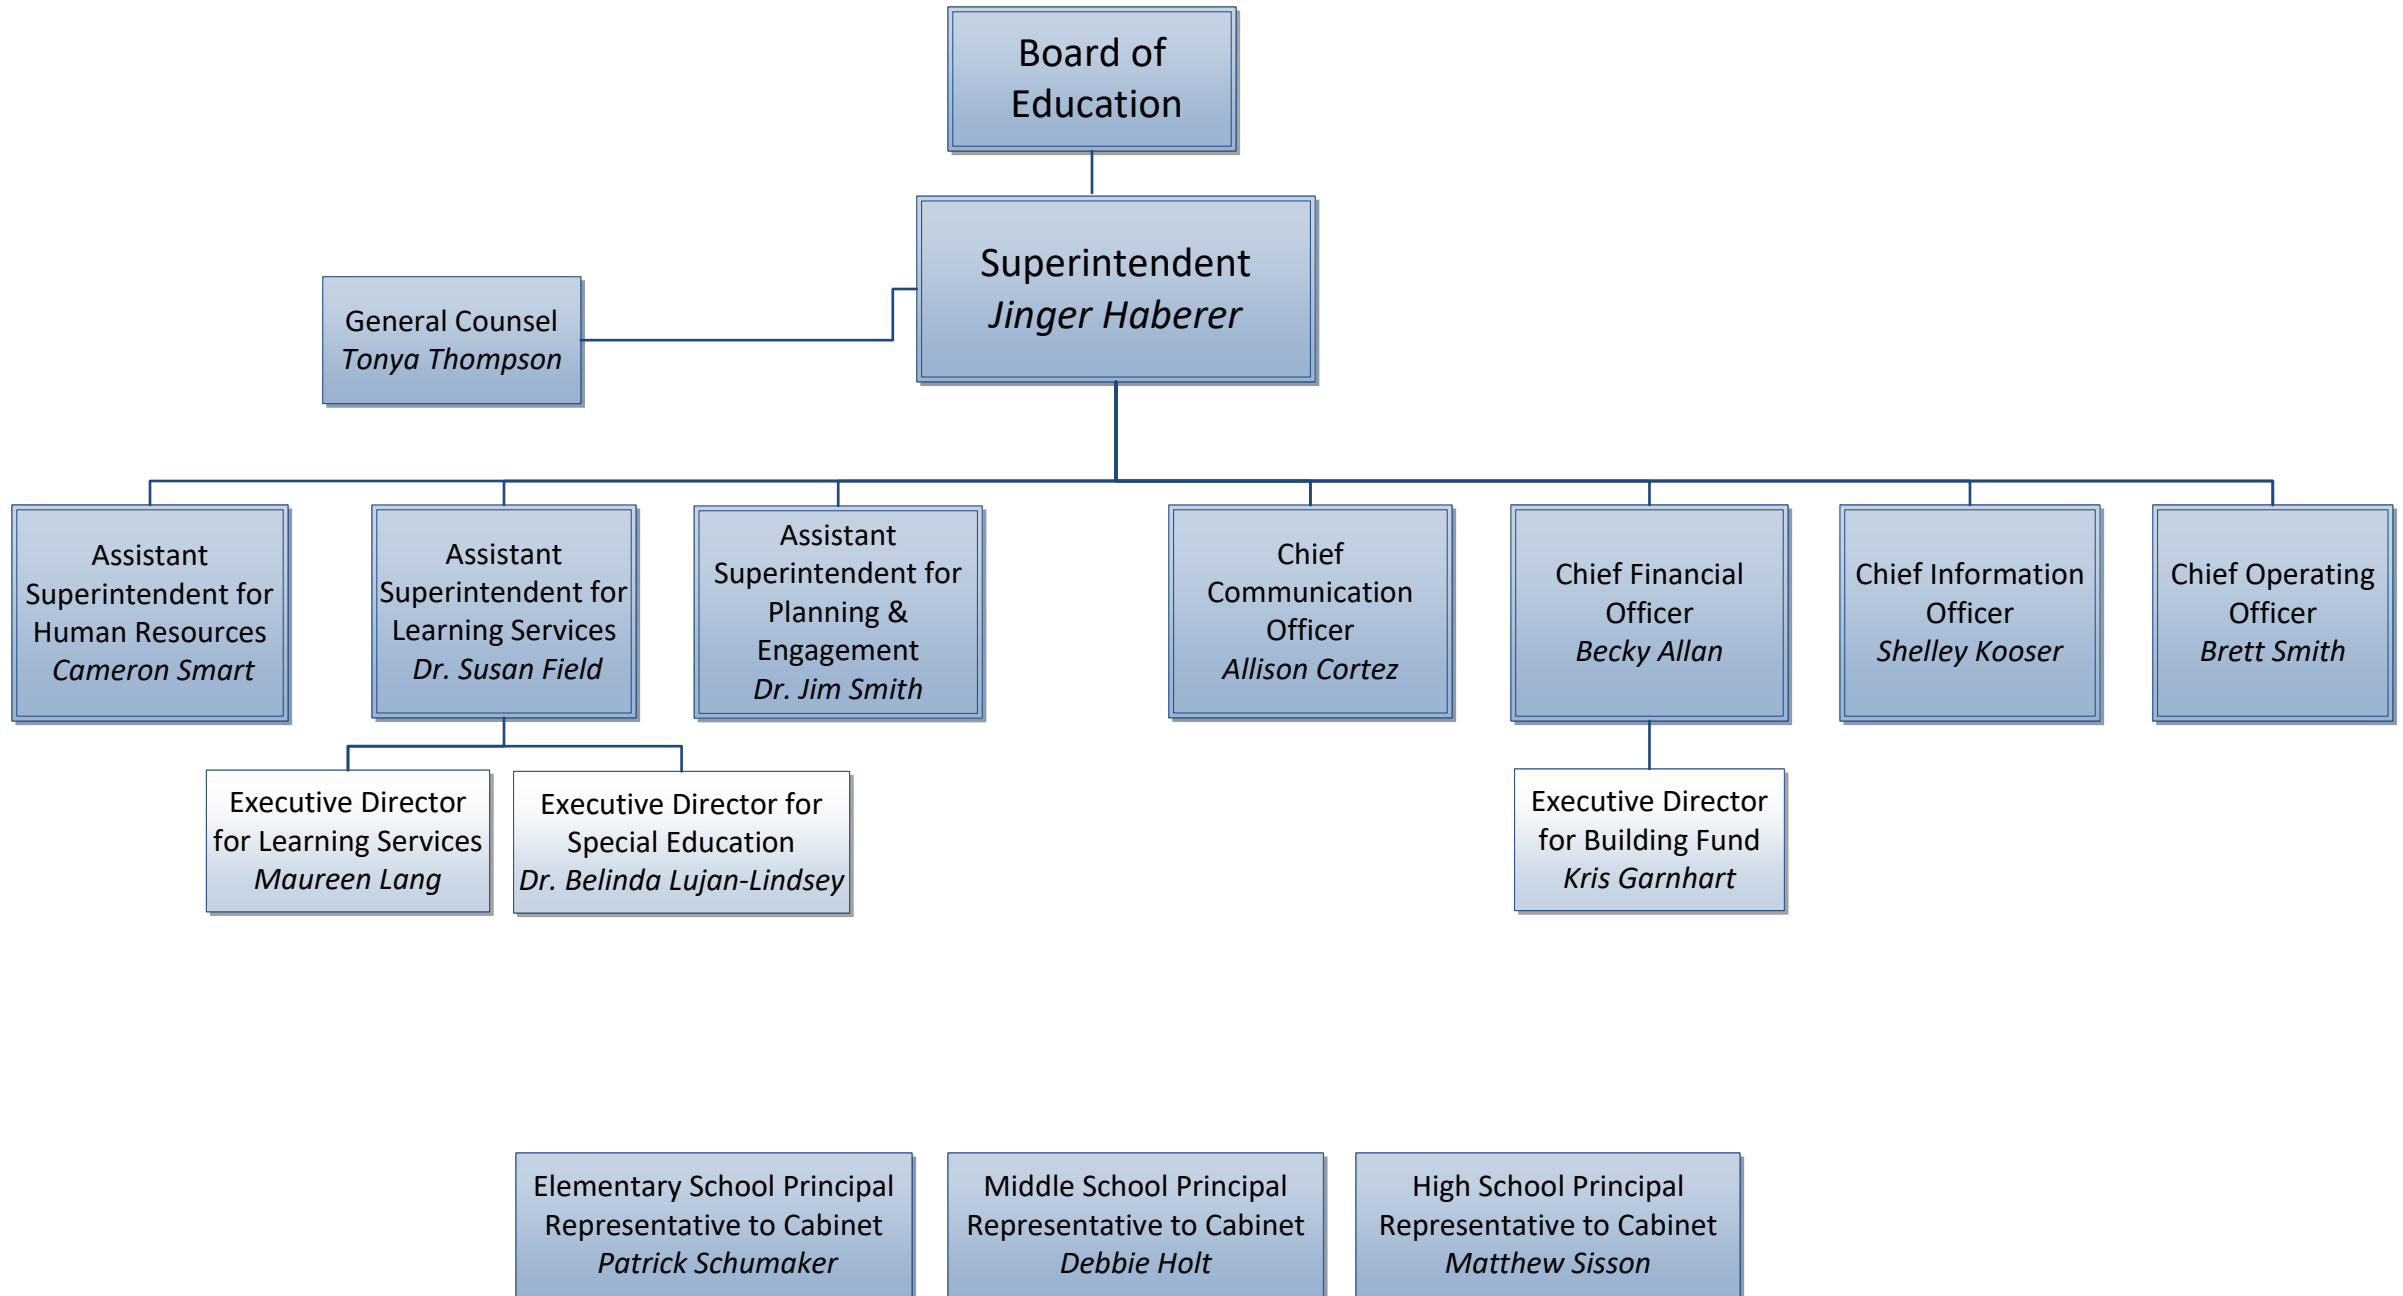 Board of
Education
Superintendent
Jinger Haberer
General Counsel
Tonya Thompson
Assistant
Superintendent for
Human Resources
Cameron Smart
Assistant
Superintendent for
Learning Services
Dr. Susan Field
Assistant
Superintendent for
Planning &
Engagement
Dr. Jim Smith
Chief
Communication
Officer
Allison Cortez
Chief Financial
Officer
Becky Allan
Chief Information
Officer
Shelley Kooser
Chief Operating
Officer
Brett Smith
Executive Director
for Learning Services
Maureen Lang
Executive Director for
Special Education
Dr. Belinda Lujan-Lindsey
Executive Director
for Building Fund
Kris Garnhart
Elementary School Principal
Representative to Cabinet
Patrick Schumaker
Middle School Principal
Representative to Cabinet
Debbie Holt
High School Principal
Representative to Cabinet
Matthew Sisson